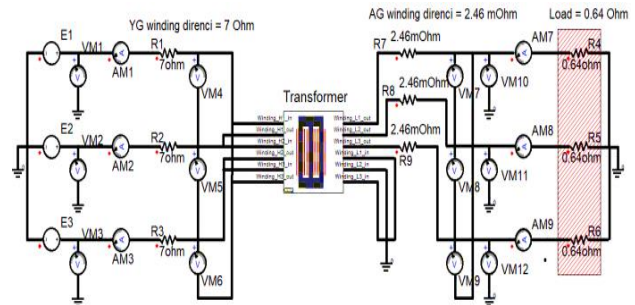 YG winding direnci = 7 Ohm
AG winding direnci = 2.46 mOhm
Load = 0.64 Ohm
E1
VM1
AM1
R1
7ohm
VM4
Transformer
R7
2.46mOhm
R8
2.46mOhm
2.46mOhm
R9
VM7
VM10
AM7
R4
0.64Ohm
E2
VM2
AM2
R2
7ohm
VM5
Winding_H1_in
Winding_H1_out
Winding_H2_in
Winding_H2_out
Winding_H3_in
Winding_H3_out
Winding_L1_in
Winding_L2_in
Winding_L3_in
VM8
VM11
AM8
R5
0.64Ohm
E3
VM3
AM3
R3
7ohm
VM6
VM9
VM12
AM9
R6
0.64Ohm